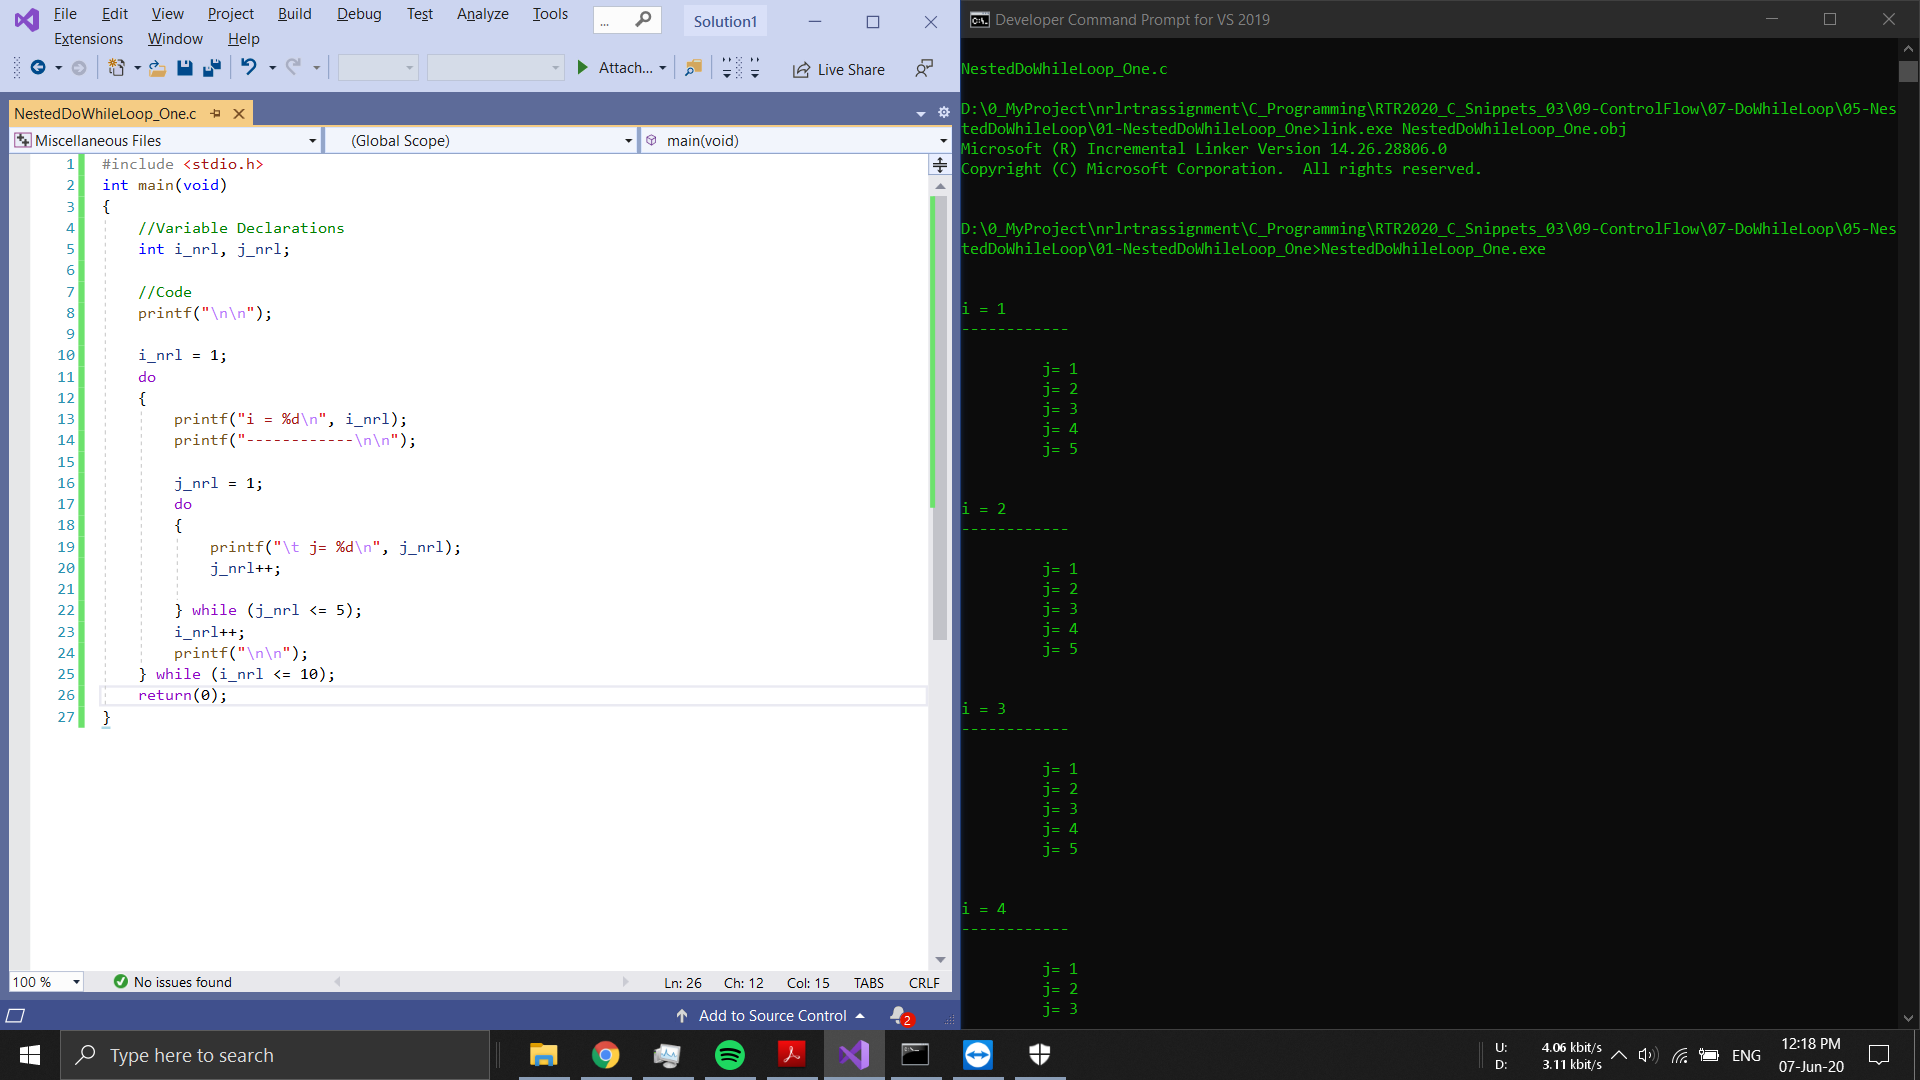 File Edit View Project Build Debug Test Analyze Tools ... Solution1
Extensions Window Help
Attach... Live Share
NestedDoWhileLoop_One.c
Miscellaneous Files (Global Scope) main(void)
1 #include <stdio.h>
2 int main(void)
3 {
4 //Variable Declarations
5 int i_nrl, j_nrl;
6
7 //Code
8 printf("\n\n");
9
10 i_nrl = 1;
11 do
12 {
13 printf("i = %d\n", i_nrl);
14 printf("------------\n\n");
15
16 j_nrl = 1;
17 do
18 {
19 printf("\t j= %d\n", j_nrl);
20 j_nrl++;
21
22 } while (j_nrl <= 5);
23 i_nrl++;
24 printf("\n\n");
25 } while (i_nrl <= 10);
26 return(0);
27 }
100 % No issues found Ln: 26 Ch: 12 Col: 15 TABS CRLF
Add to Source Control 2
Developer Command Prompt for VS 2019
NestedDoWhileLoop_One.c
D:\0_MyProject\nrlrtrassignment\C_Programming\RTR2020_C_Snippets_03\09-ControlFlow\07-DoWhileLoop\05-Nes
tedDoWhileLoop\01-NestedDoWhileLoop_One>link.exe NestedDoWhileLoop_One.obj
Microsoft (R) Incremental Linker Version 14.26.28806.0
Copyright (C) Microsoft Corporation.  All rights reserved.
D:\0_MyProject\nrlrtrassignment\C_Programming\RTR2020_C_Snippets_03\09-ControlFlow\07-DoWhileLoop\05-Nes
tedDoWhileLoop\01-NestedDoWhileLoop_One>NestedDoWhileLoop_One.exe
i = 1
------------
j= 1
j= 2
j= 3
j= 4
j= 5
i = 2
------------
j= 1
j= 2
j= 3
j= 4
j= 5
i = 3
------------
j= 1
j= 2
j= 3
j= 4
j= 5
i = 4
------------
j= 1
j= 2
j= 3
Type here to search
U: 4.06 kbit/s
D: 3.11 kbit/s
ENG
12:18 PM
07-Jun-20